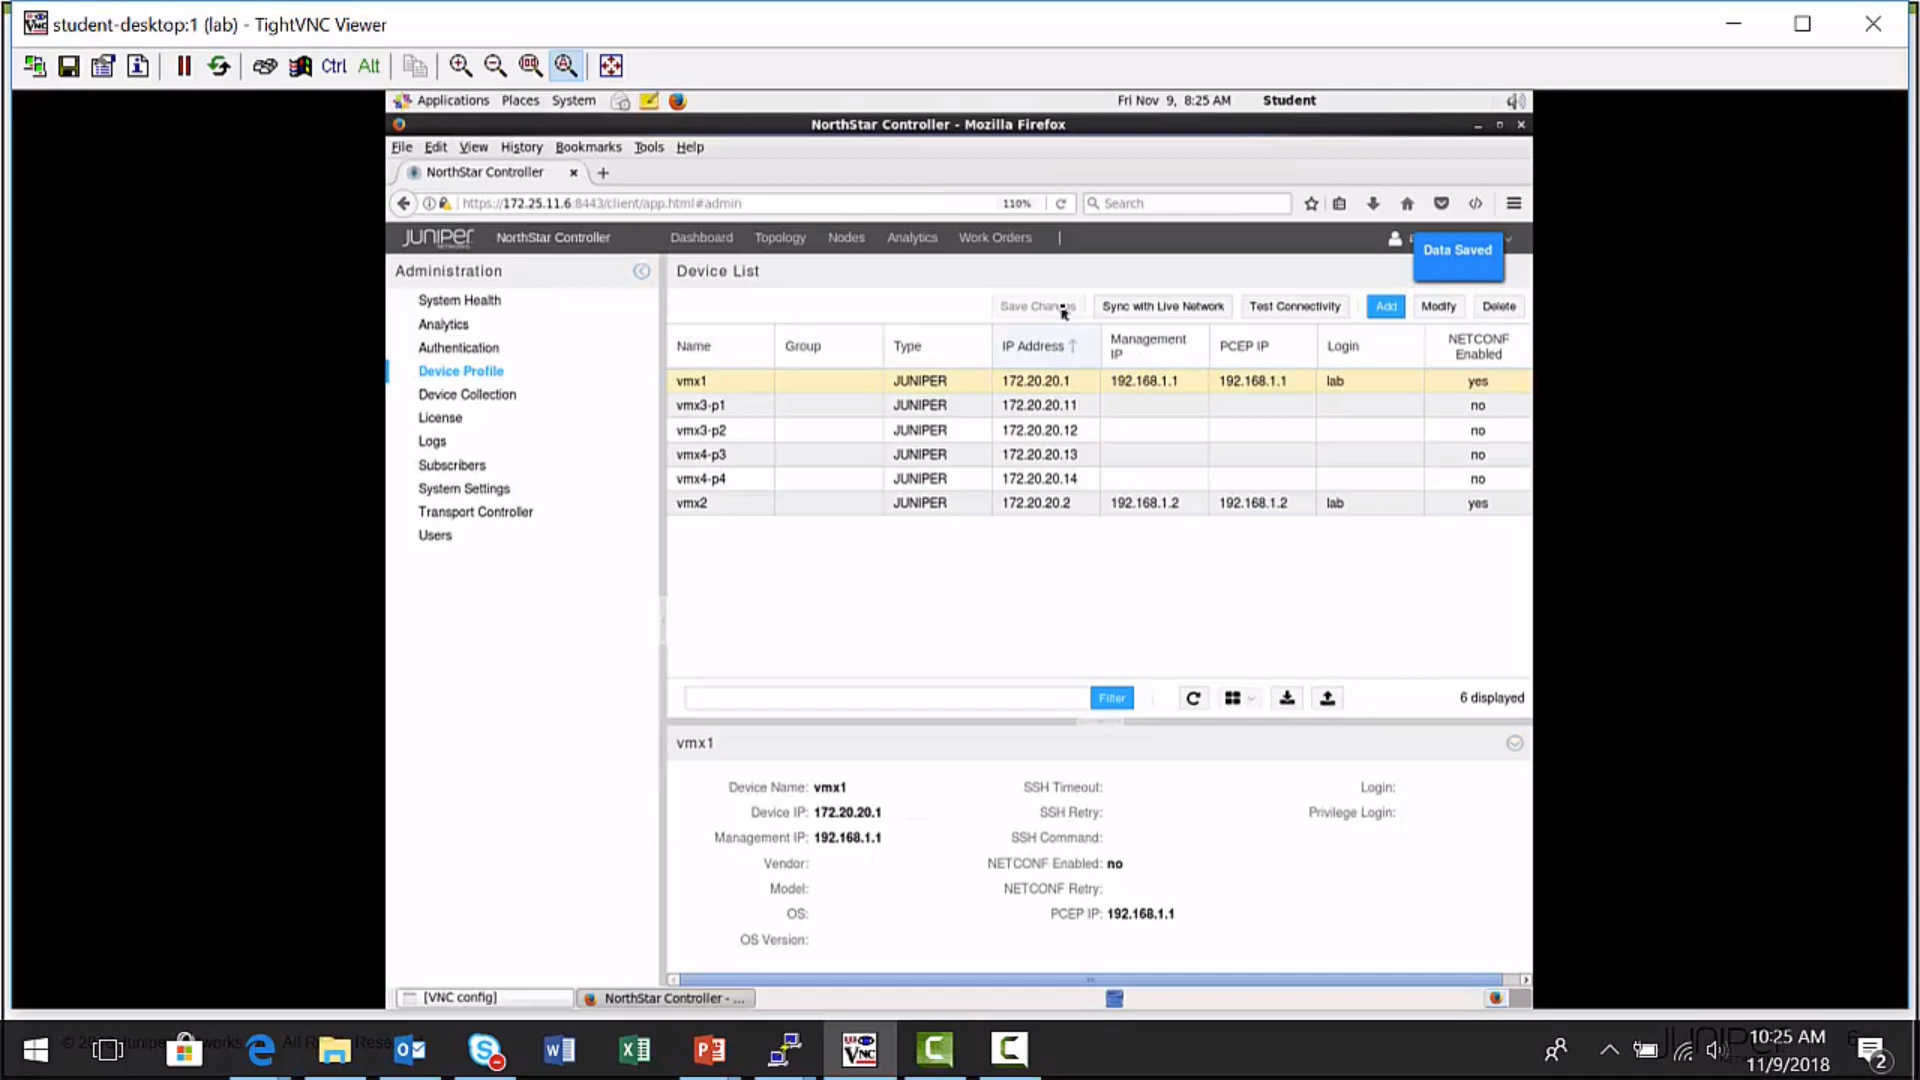 student-desktop:1 (lab) - TightVNC Viewer
Ctrl Alt
Applications Places System Fri Nov 9, 8:25 AM Student
NorthStar Controller - Mozilla Firefox
File Edit View History Bookmarks Tools Help
NorthStar Controller
https://172.25.11.6:8443/client/app.html#admin 110% Search
JUNIPER NETWORKS NorthStar Controller Dashboard Topology Nodes Analytics Work Orders
Data Saved
Administration Device List
Save Changes Sync with Live Network Test Connectivity Add Modify Delete
System Health
Analytics
Authentication
Device Profile
Device Collection
License
Logs
Subscribers
System Settings
Transport Controller
Users
Name Group Type IP Address Management IP PCEP IP Login NETCONF Enabled
vmx1 JUNIPER 172.20.20.1 192.168.1.1 192.168.1.1 lab yes
vmx3-p1 JUNIPER 172.20.20.11 no
vmx3-p2 JUNIPER 172.20.20.12 no
vmx4-p3 JUNIPER 172.20.20.13 no
vmx4-p4 JUNIPER 172.20.20.14 no
vmx2 JUNIPER 172.20.20.2 192.168.1.2 192.168.1.2 lab yes
Filter 6 displayed
vmx1
Device Name: vmx1 SSH Timeout: Login:
Device IP: 172.20.20.1 SSH Retry: Privilege Login:
Management IP: 192.168.1.1 SSH Command:
Vendor: NETCONF Enabled: no
Model: NETCONF Retry:
OS: PCEP IP: 192.168.1.1
OS Version:
[VNC config] NorthStar Controller - ...
10:25 AM
11/9/2018
2